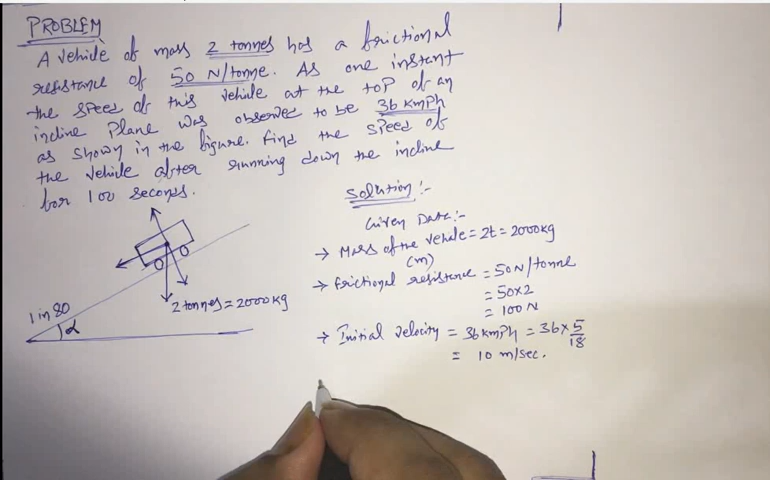 PROBLEM
A vehicle of mass 2 tonnes has a frictional
resistance of 50 N/tonne. As one instant
the speed of this vehicle at the top of an
incline plane was observed to be 36 kmph
as shown in the figure. Find the speed of
the vehicle after running down the incline
for 100 seconds.
1 in 80
α
2 tonnes = 2000 kg
Solution :-
Given Data :-
→ Mass of the vehicle = 2t = 2000 kg
(m)
→ Frictional resistance = 50 N/tonne
= 50 × 2
= 100 N
→ Initial velocity = 36 kmph = 36 × 5/18
= 10 m/sec.